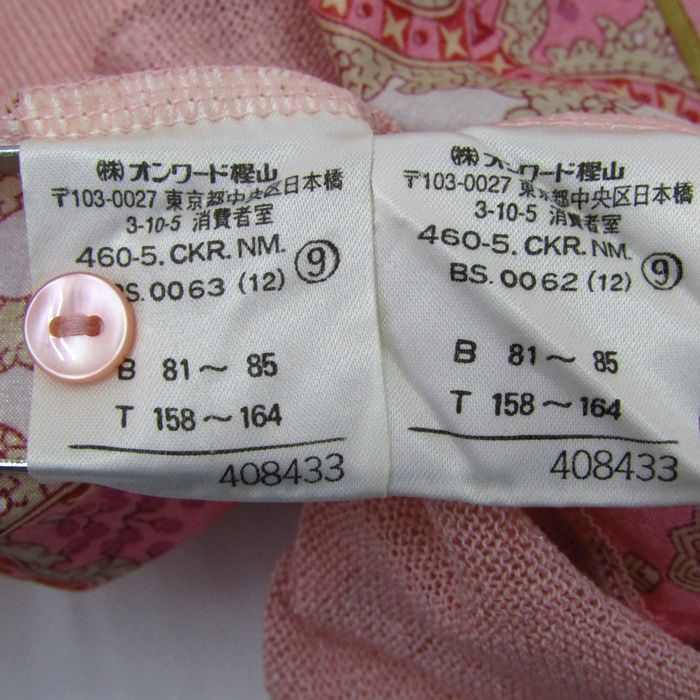 (株)オンワード樫山
〒103-0027 東京都中央区日本橋
3-10-5 消費者室
460-5. CKR. NM. ⑨
BS. 0063 (12)
B 81～85
T 158～164
408433
(株)オンワード樫山
〒103-0027 東京都中央区日本橋
3-10-5 消費者室
460-5. CKR. NM. ⑨
BS. 0062 (12)
B 81～85
T 158～164
408433